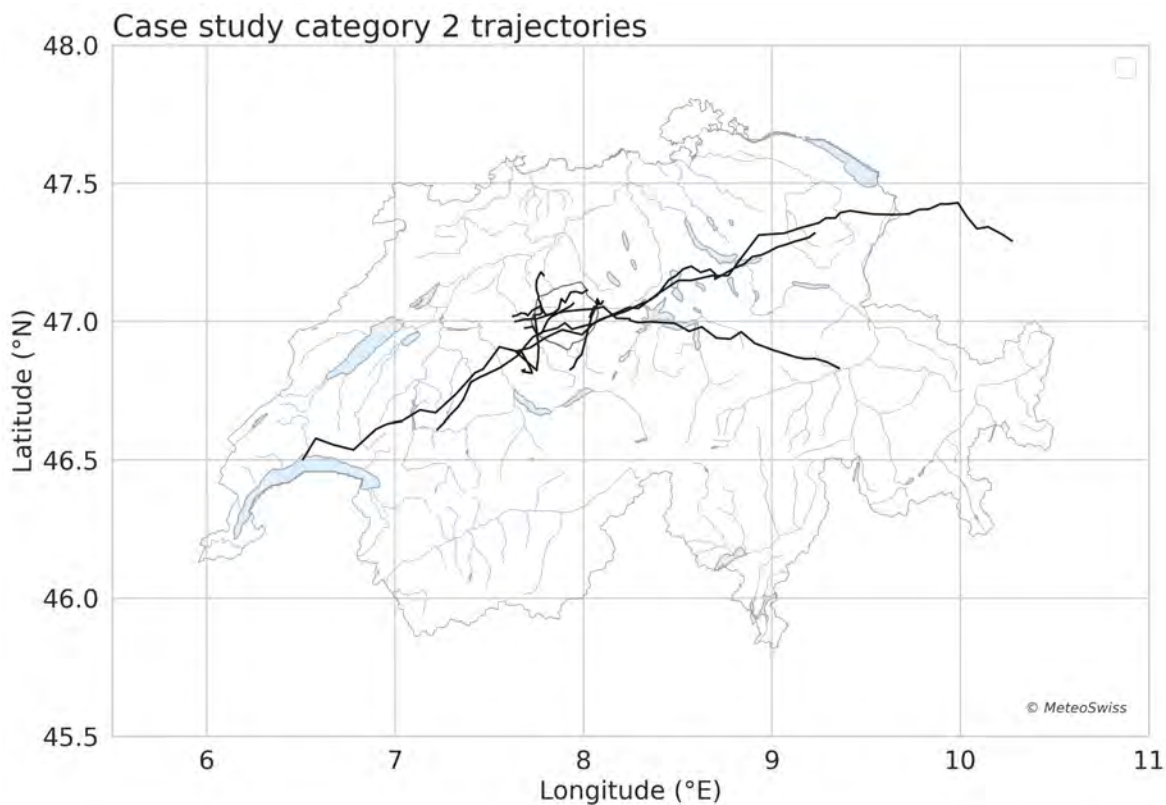 Case study category 2 trajectories
48.0
47.5
47.0
46.5
46.0
45.5
Latitude (°N)
© MeteoSwiss
6 7 8 9 10 11
Longitude (°E)